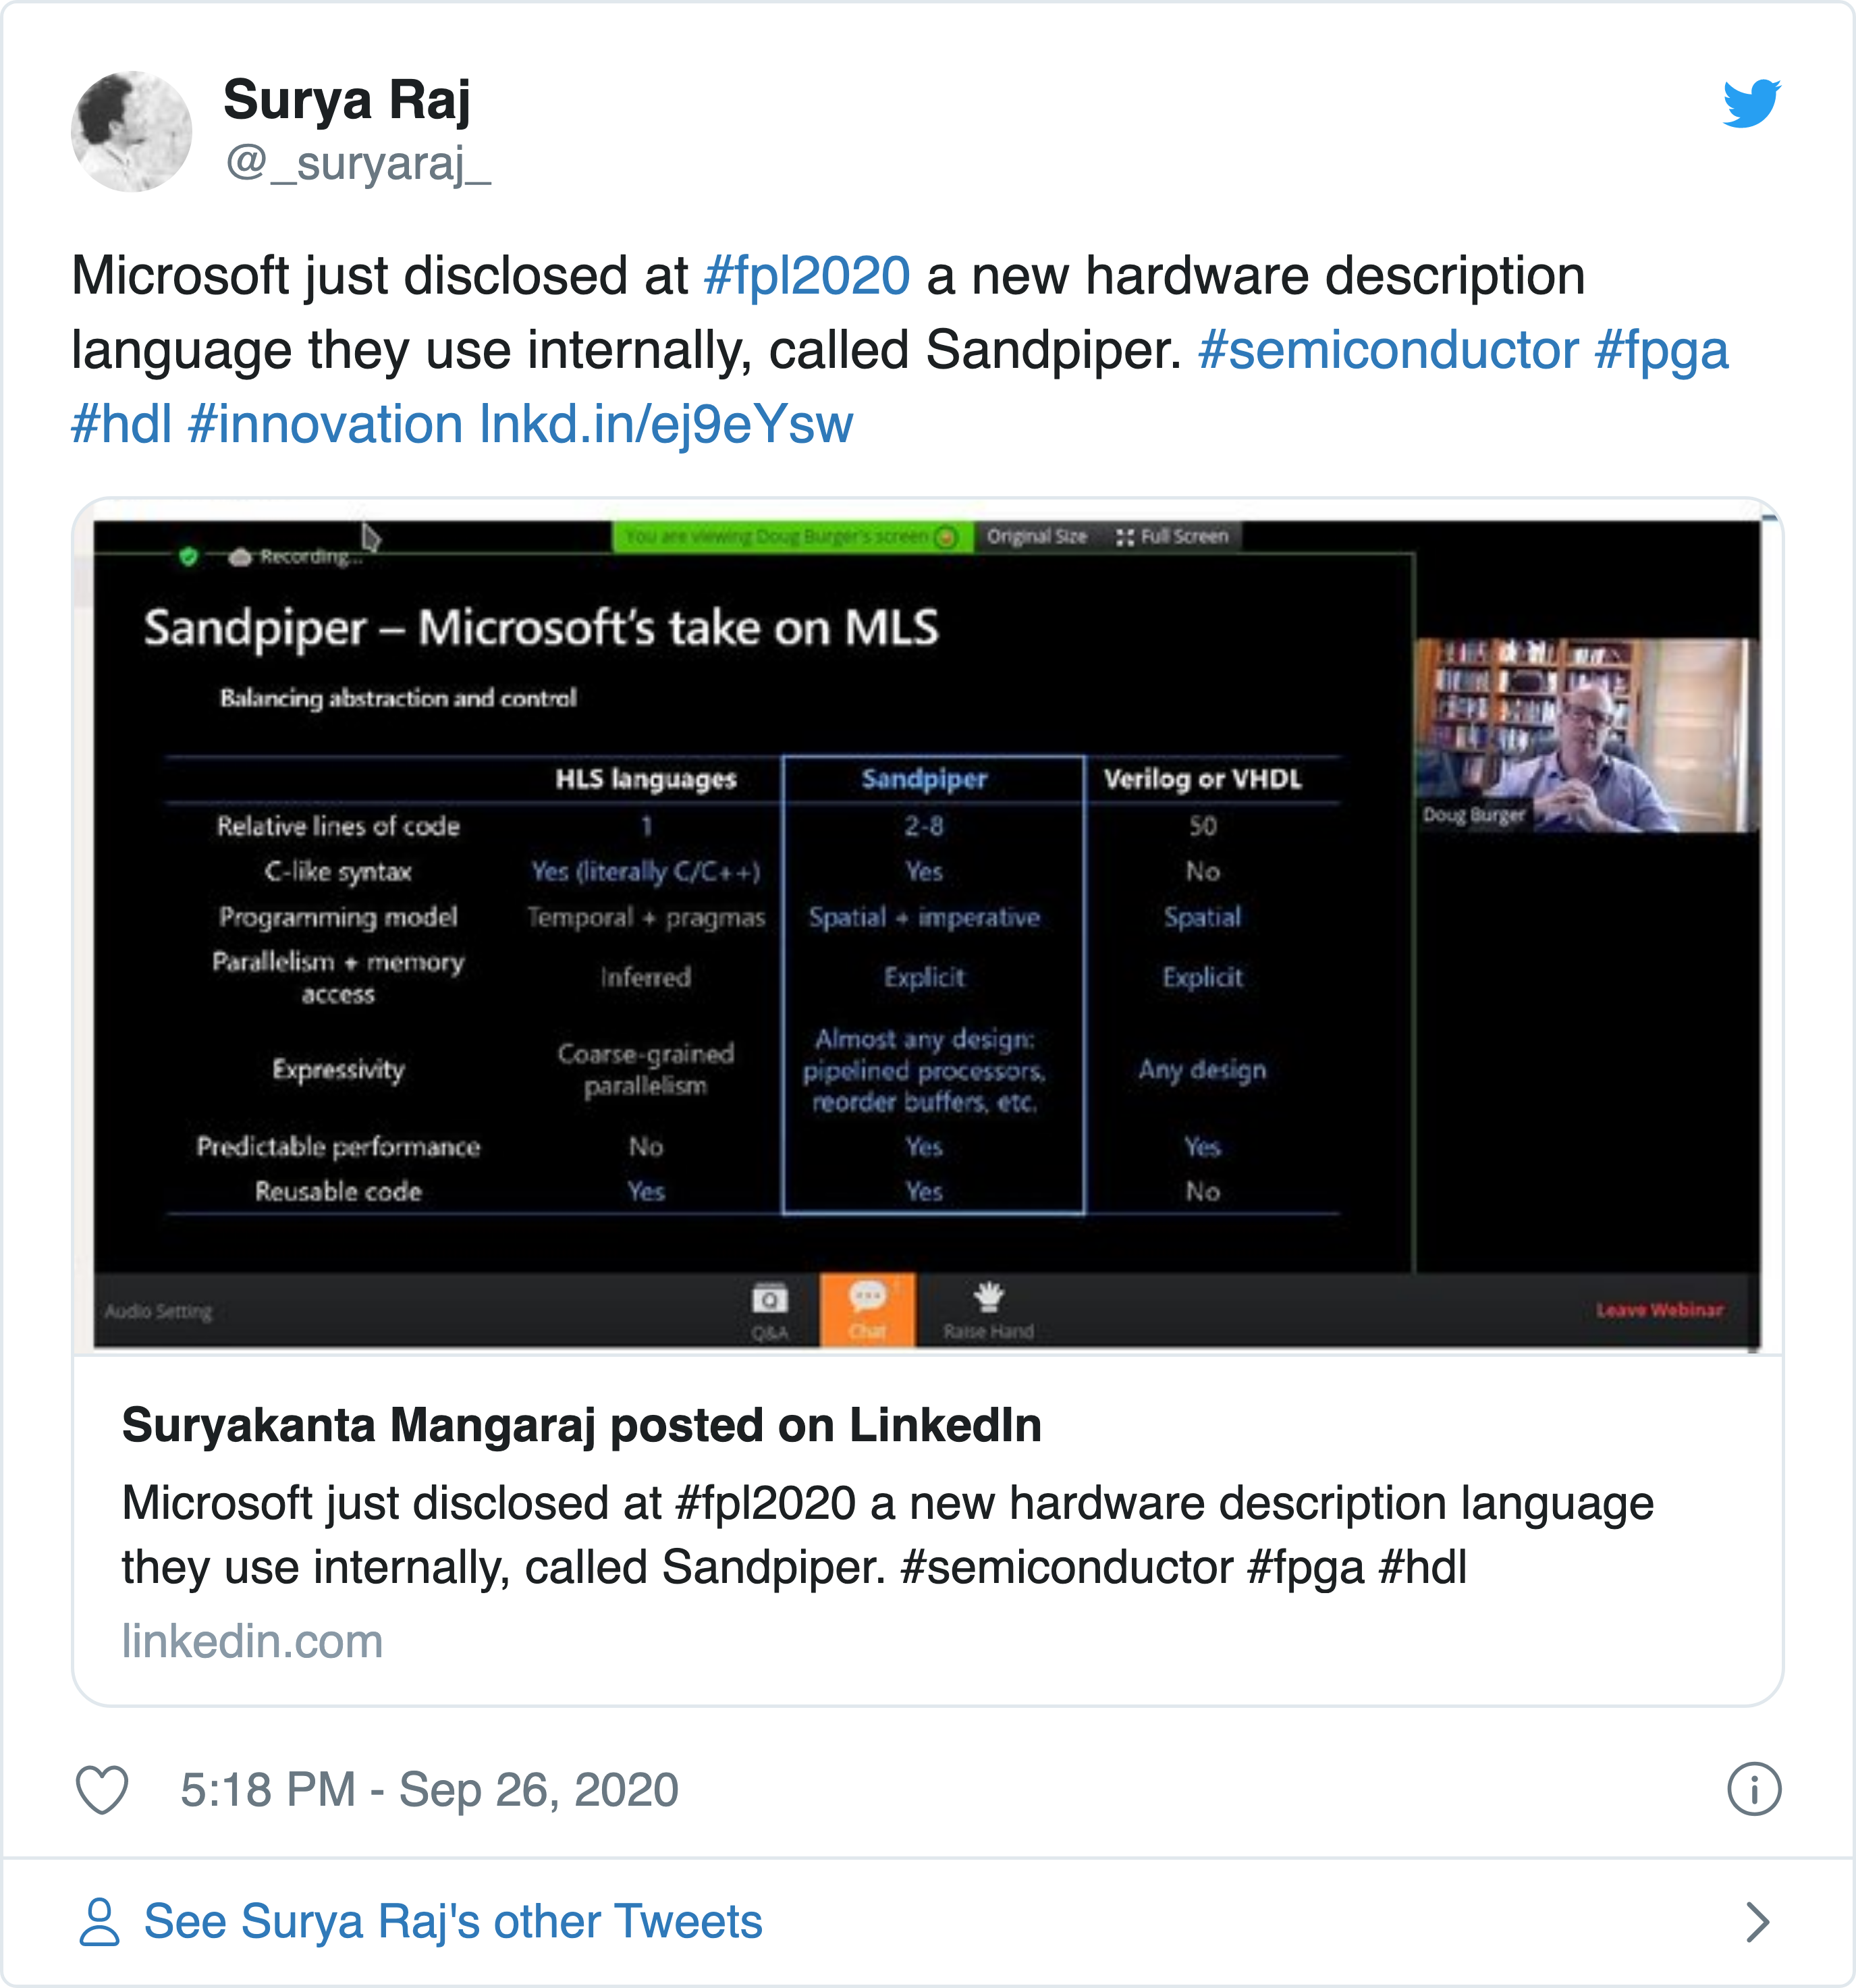 Surya Raj
@_suryaraj_
Microsoft just disclosed at #fpl2020 a new hardware description
language they use internally, called Sandpiper. #semiconductor #fpga
#hdl #innovation lnkd.in/ej9eYsw
You are viewing Doug Burger's screen
Original Size
Full Screen
Recording...
Sandpiper – Microsoft's take on MLS
Balancing abstraction and control
HLS languages Sandpiper Verilog or VHDL
Relative lines of code 1 2-8 50
C-like syntax Yes (literally C/C++) Yes No
Programming model Temporal + pragmas Spatial + imperative Spatial
Parallelism + memory
access
Inferred Explicit Explicit
Expressivity
Coarse-grained
parallelism
Almost any design:
pipelined processors,
reorder buffers, etc.
Any design
Predictable performance No Yes Yes
Reusable code Yes Yes No
Doug Burger
Audio Setting
Q&A
Chat
Raise Hand
Leave Webinar
Suryakanta Mangaraj posted on LinkedIn
Microsoft just disclosed at #fpl2020 a new hardware description language
they use internally, called Sandpiper. #semiconductor #fpga #hdl
linkedin.com
5:18 PM - Sep 26, 2020
See Surya Raj's other Tweets